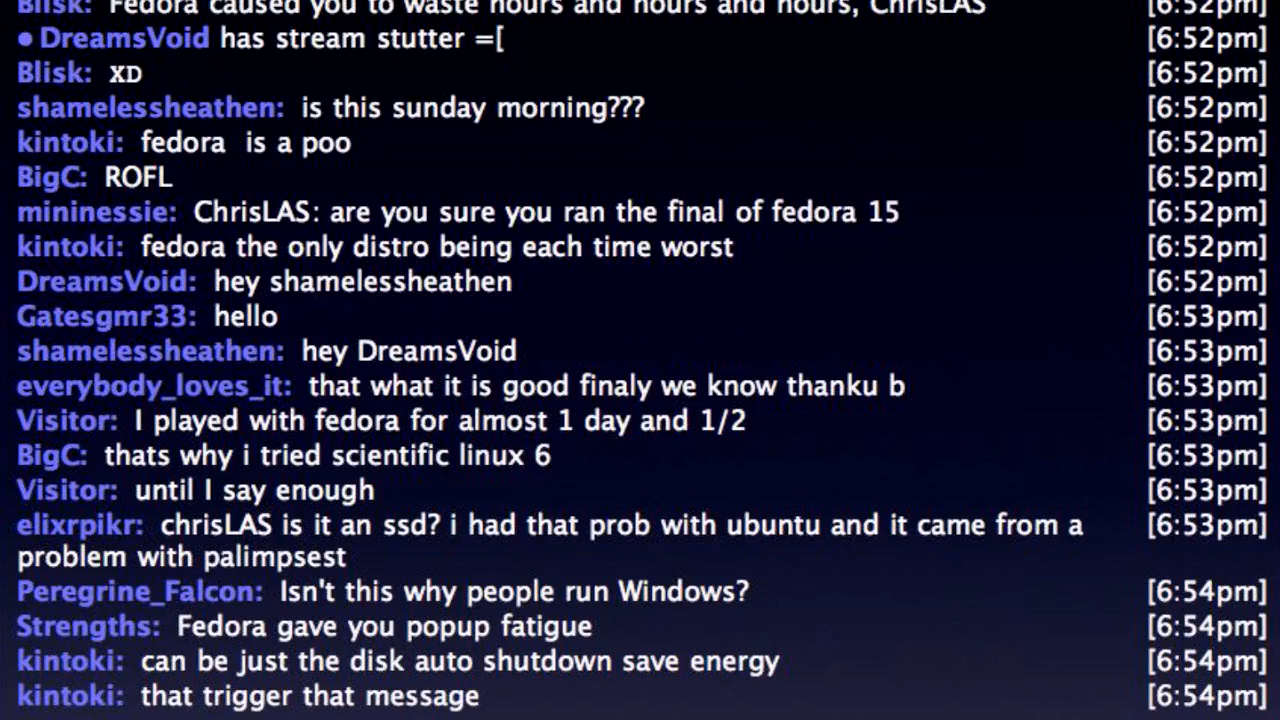 Blisk: Fedora caused you to waste hours and hours and hours, ChrisLAS [6:52pm]
• DreamsVoid has stream stutter =[ [6:52pm]
Blisk: XD [6:52pm]
shamelessheathen: is this sunday morning??? [6:52pm]
kintoki: fedora is a poo [6:52pm]
BigC: ROFL [6:52pm]
mininessie: ChrisLAS: are you sure you ran the final of fedora 15 [6:52pm]
kintoki: fedora the only distro being each time worst [6:52pm]
DreamsVoid: hey shamelessheathen [6:52pm]
Gatesgmr33: hello [6:53pm]
shamelessheathen: hey DreamsVoid [6:53pm]
everybody_loves_it: that what it is good finaly we know thanku b [6:53pm]
Visitor: I played with fedora for almost 1 day and 1/2 [6:53pm]
BigC: thats why i tried scientific linux 6 [6:53pm]
Visitor: until I say enough [6:53pm]
elixrpikr: chrisLAS is it an ssd? i had that prob with ubuntu and it came from a [6:53pm]
problem with palimpsest
Peregrine_Falcon: Isn't this why people run Windows? [6:54pm]
Strengths: Fedora gave you popup fatigue [6:54pm]
kintoki: can be just the disk auto shutdown save energy [6:54pm]
kintoki: that trigger that message [6:54pm]